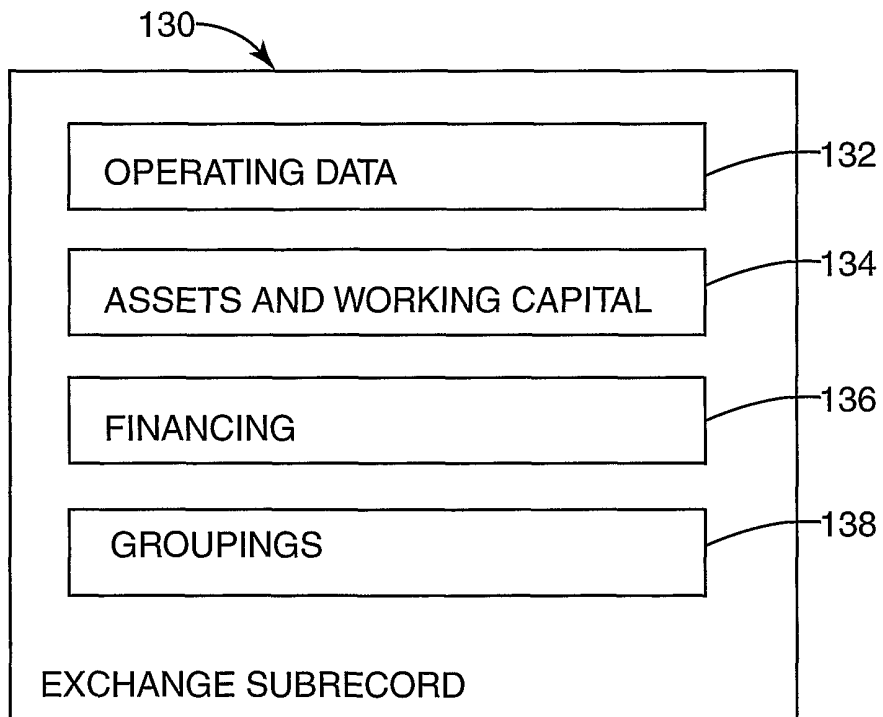 130
OPERATING DATA
132
ASSETS AND WORKING CAPITAL
134
FINANCING
136
GROUPINGS
138
EXCHANGE SUBRECORD